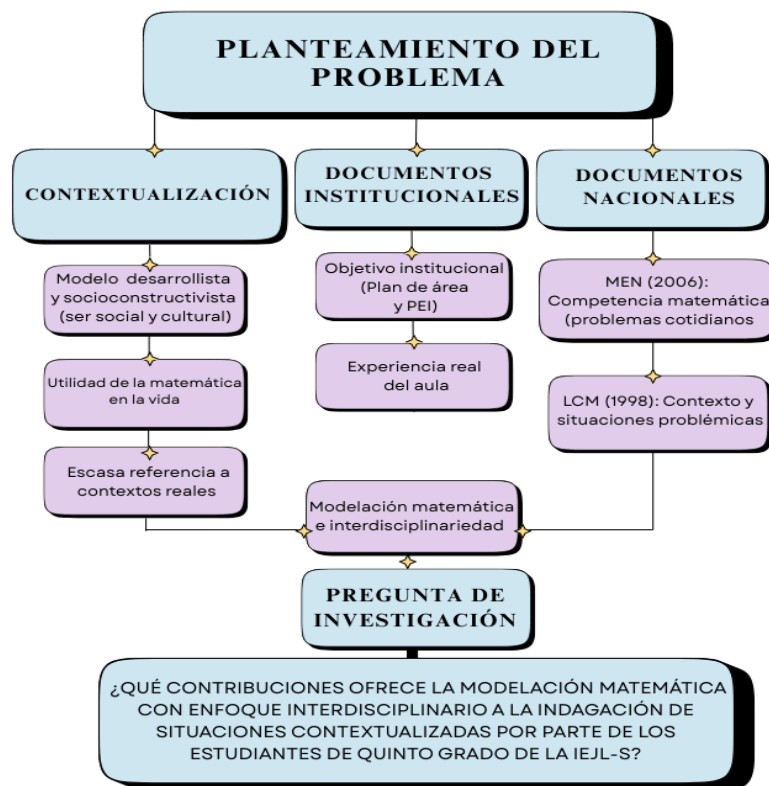 PLANTEAMIENTO DEL
PROBLEMA
CONTEXTUALIZACIÓN
DOCUMENTOS
INSTITUCIONALES
DOCUMENTOS
NACIONALES
Modelo desarrollista
y socioconstructivista
(ser social y cultural)
Utilidad de la matemática
en la vida
Escasa referencia a
contextos reales
Objetivo institucional
(Plan de área
y PEI)
Experiencia real
del aula
MEN (2006):
Competencia matemática
(problemas cotidianos
LCM (1998): Contexto y
situaciones problémicas
Modelación matemática
e interdisciplinariedad
PREGUNTA DE
INVESTIGACIÓN
¿QUÉ CONTRIBUCIONES OFRECE LA MODELACIÓN MATEMÁTICA
CON ENFOQUE INTERDISCIPLINARIO A LA INDAGACIÓN DE
SITUACIONES CONTEXTUALIZADAS POR PARTE DE LOS
ESTUDIANTES DE QUINTO GRADO DE LA IEJL-S?